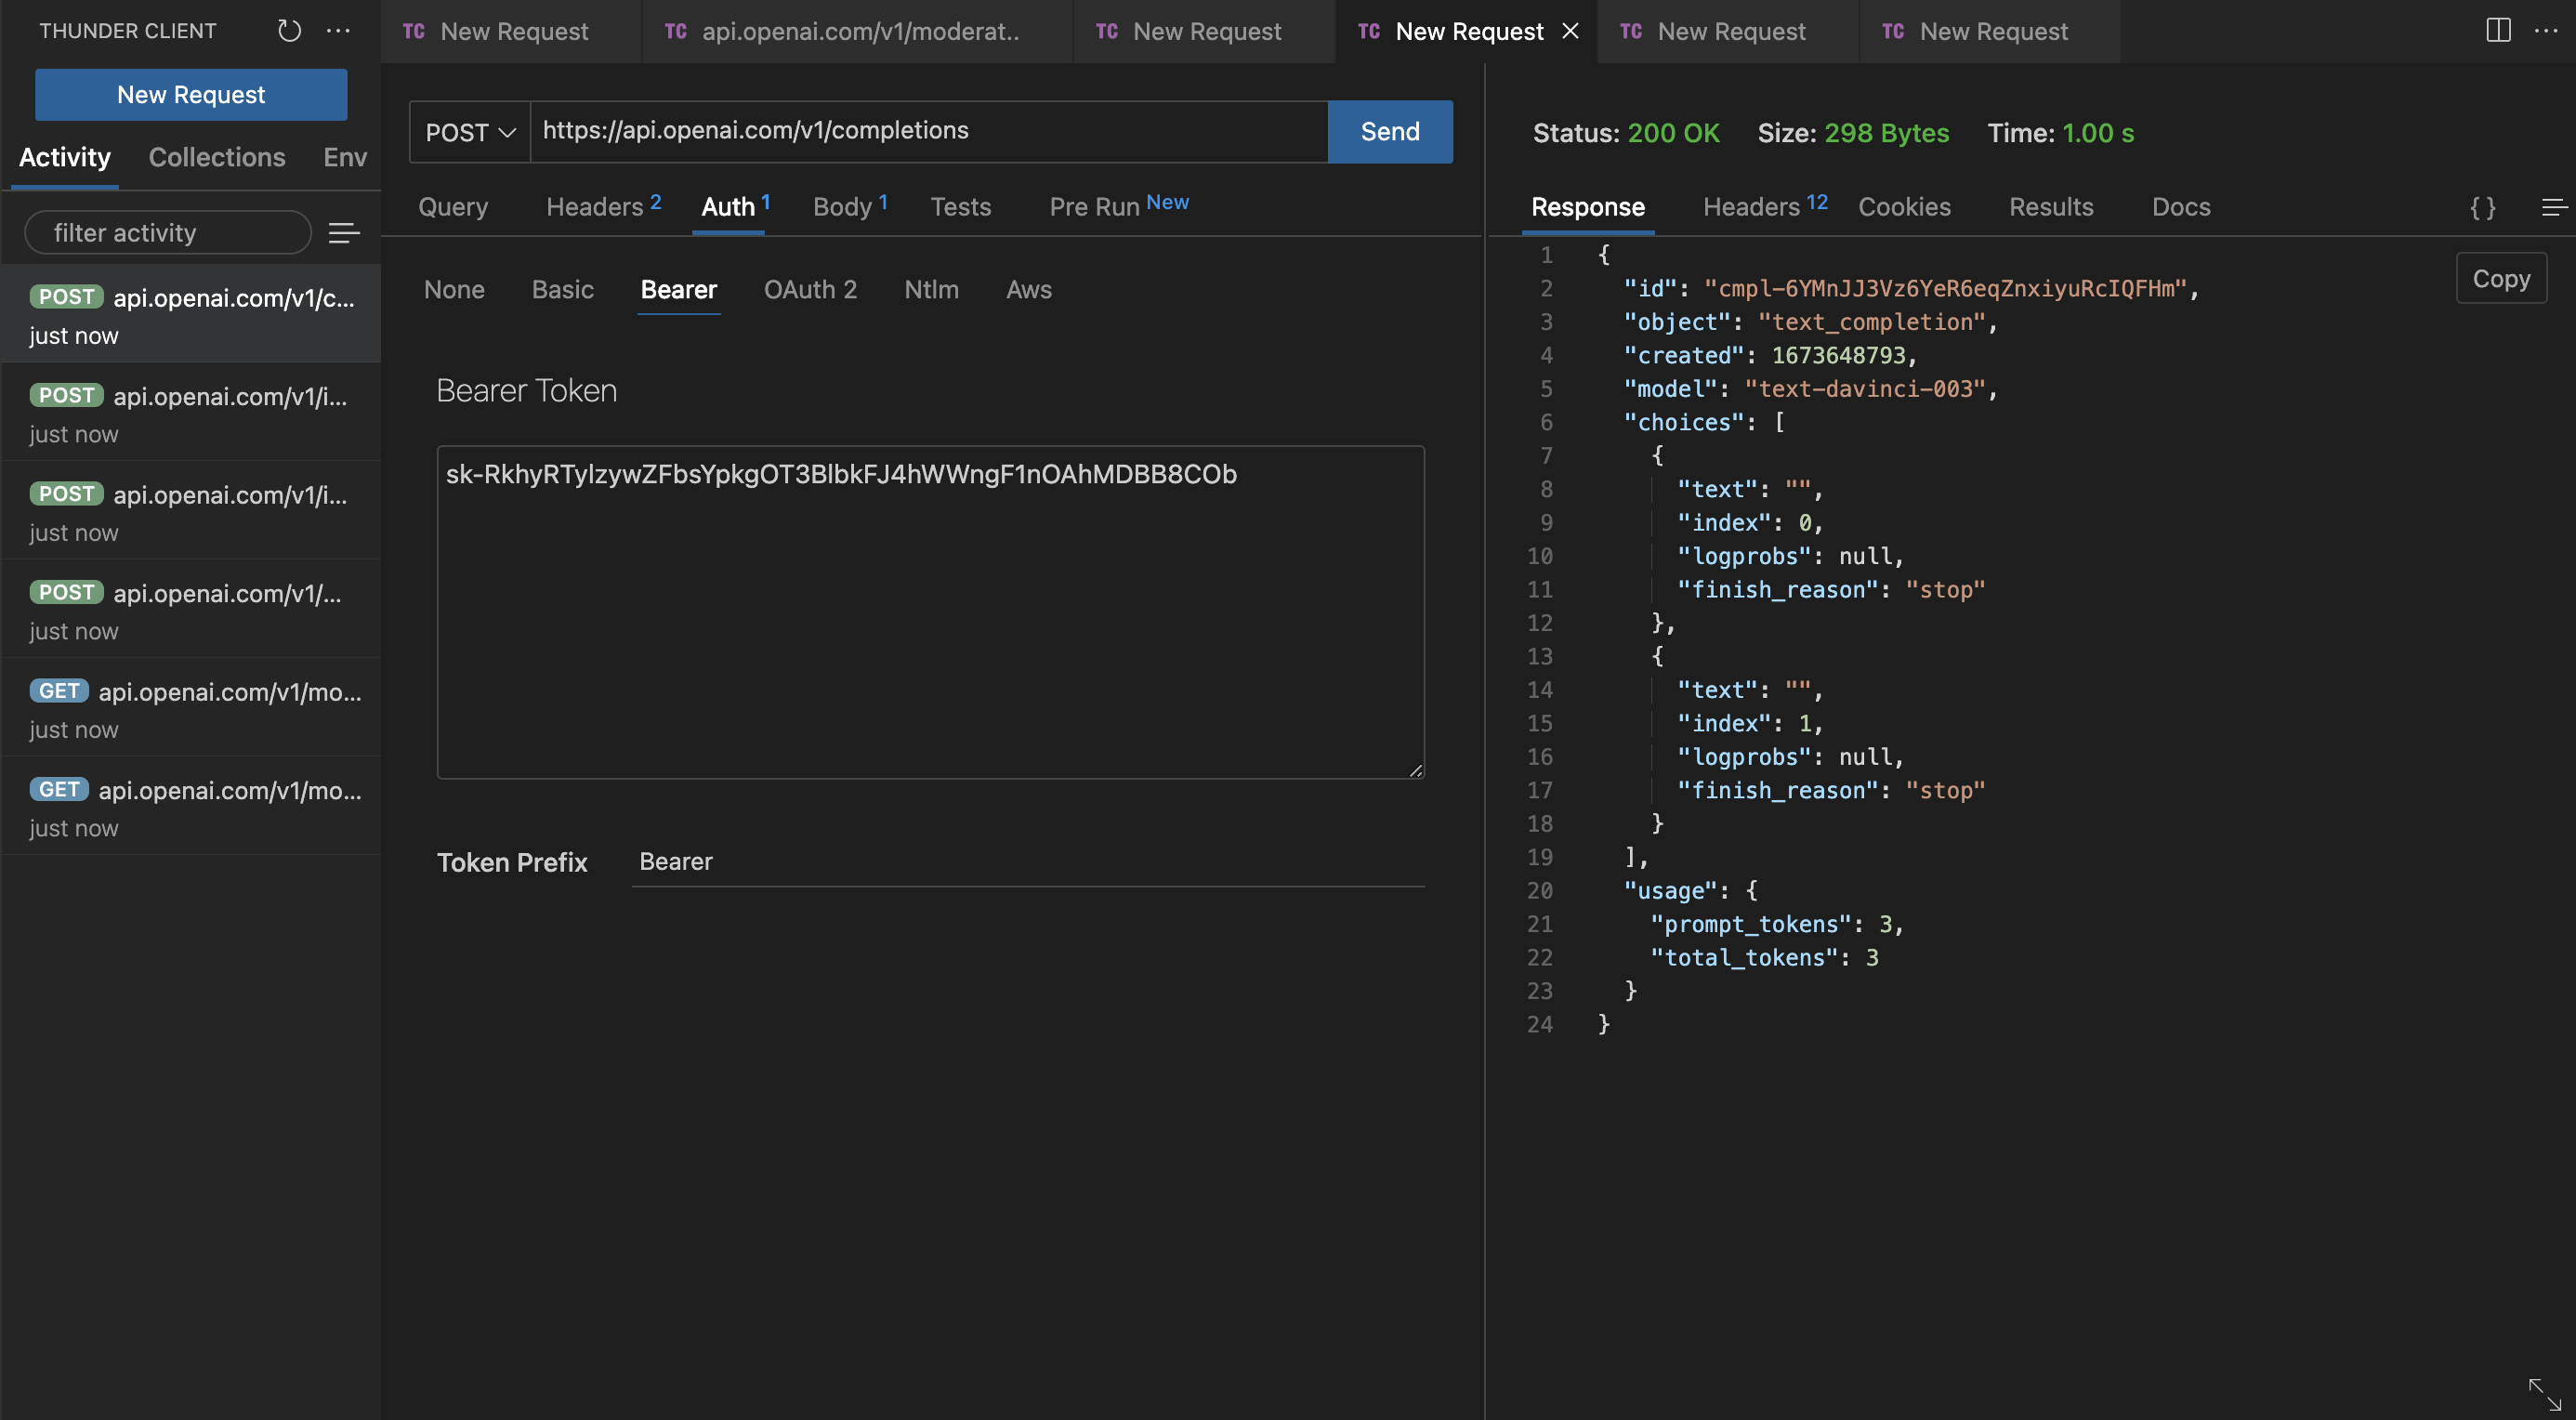 THUNDER CLIENT
New Request
Activity Collections Env
filter activity
POST api.openai.com/v1/c...
just now
POST api.openai.com/v1/i...
just now
POST api.openai.com/v1/i...
just now
POST api.openai.com/v1/...
just now
GET api.openai.com/v1/mo...
just now
GET api.openai.com/v1/mo...
just now
TC New Request
TC api.openai.com/v1/moderat..
TC New Request
TC New Request
TC New Request
TC New Request
POST https://api.openai.com/v1/completions Send
Query Headers 2 Auth 1 Body 1 Tests Pre Run New
None Basic Bearer OAuth 2 Ntlm Aws
Bearer Token
Token Prefix Bearer
Status: 200 OK Size: 298 Bytes Time: 1.00 s
Response Headers 12 Cookies Results Docs {}
Copy
1 {
2 "id": "cmpl-6YMnJJ3Vz6YeR6eqZnxiyuRcIQFHm",
3 "object": "text_completion",
4 "created": 1673648793,
5 "model": "text-davinci-003",
6 "choices": [
7 {
8 "text": "",
9 "index": 0,
10 "logprobs": null,
11 "finish_reason": "stop"
12 },
13 {
14 "text": "",
15 "index": 1,
16 "logprobs": null,
17 "finish_reason": "stop"
18 }
19 ],
20 "usage": {
21 "prompt_tokens": 3,
22 "total_tokens": 3
23 }
24 }